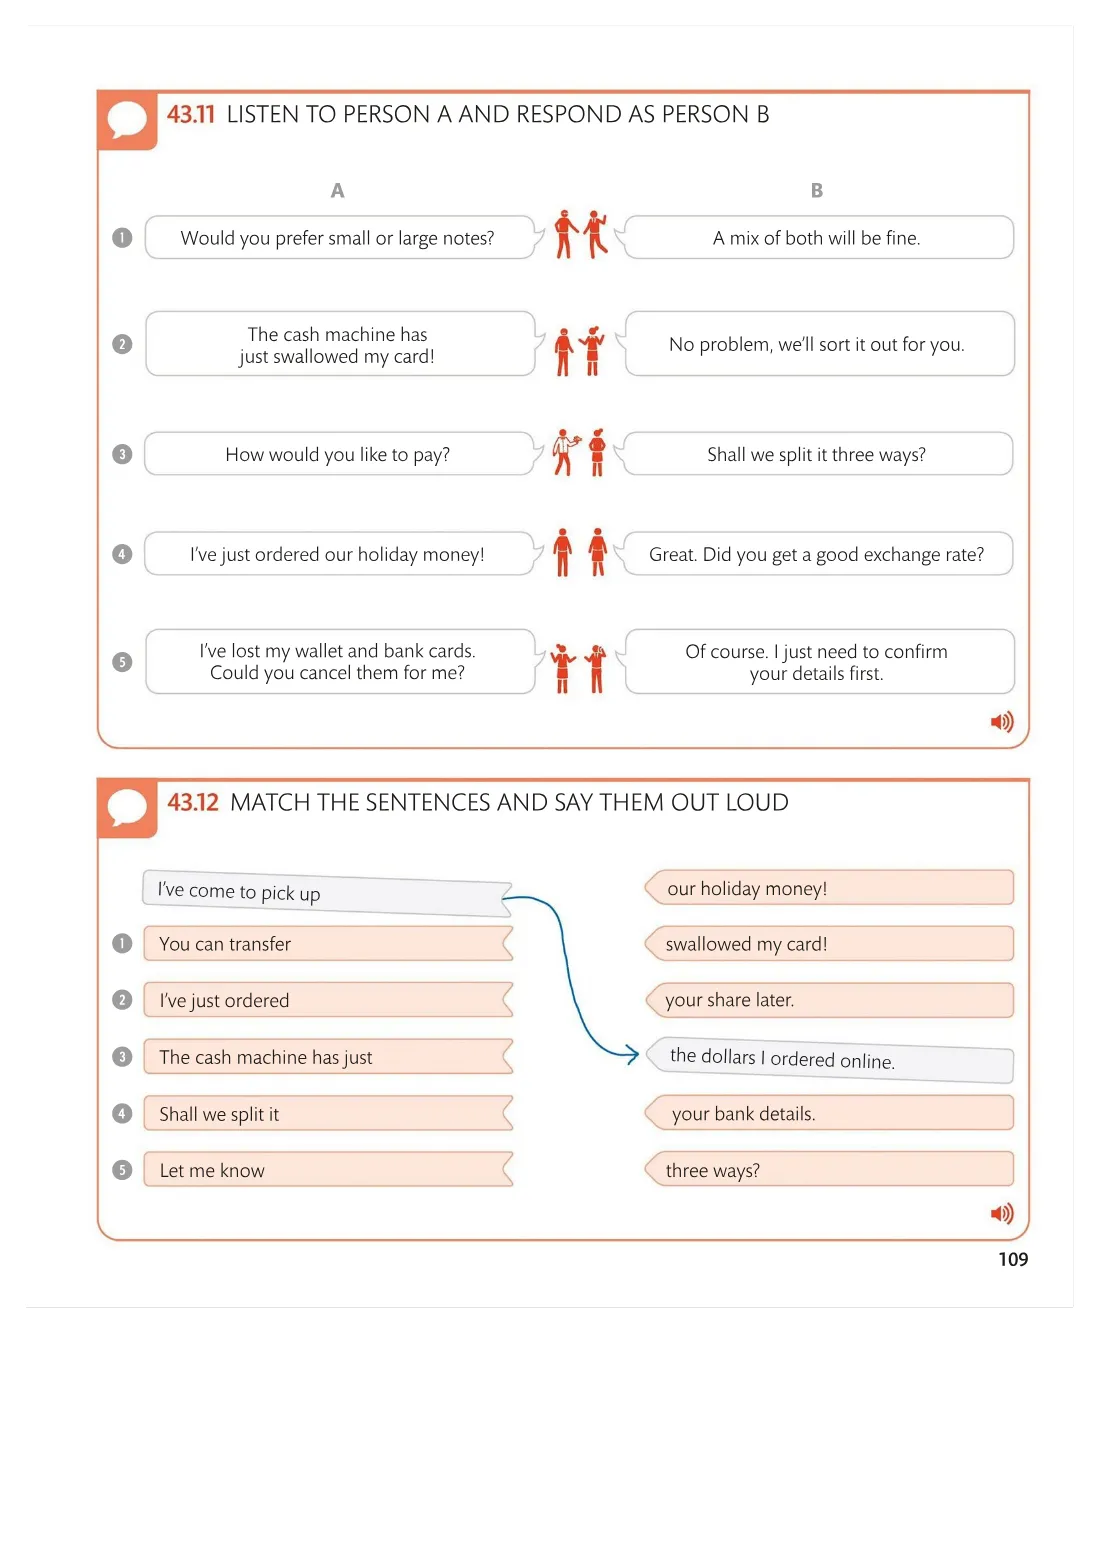 43.11 LISTEN TO PERSON A AND RESPOND AS PERSON B
A
B
1
Would you prefer small or large notes?
A mix of both will be fine.
2
The cash machine has
just swallowed my card!
No problem, we'll sort it out for you.
3
How would you like to pay?
Shall we split it three ways?
4
I've just ordered our holiday money!
Great. Did you get a good exchange rate?
5
I've lost my wallet and bank cards.
Could you cancel them for me?
Of course. I just need to confirm
your details first.
43.12 MATCH THE SENTENCES AND SAY THEM OUT LOUD
I've come to pick up
our holiday money!
1
You can transfer
swallowed my card!
2
I've just ordered
your share later.
3
The cash machine has just
the dollars I ordered online.
4
Shall we split it
your bank details.
5
Let me know
three ways?
109